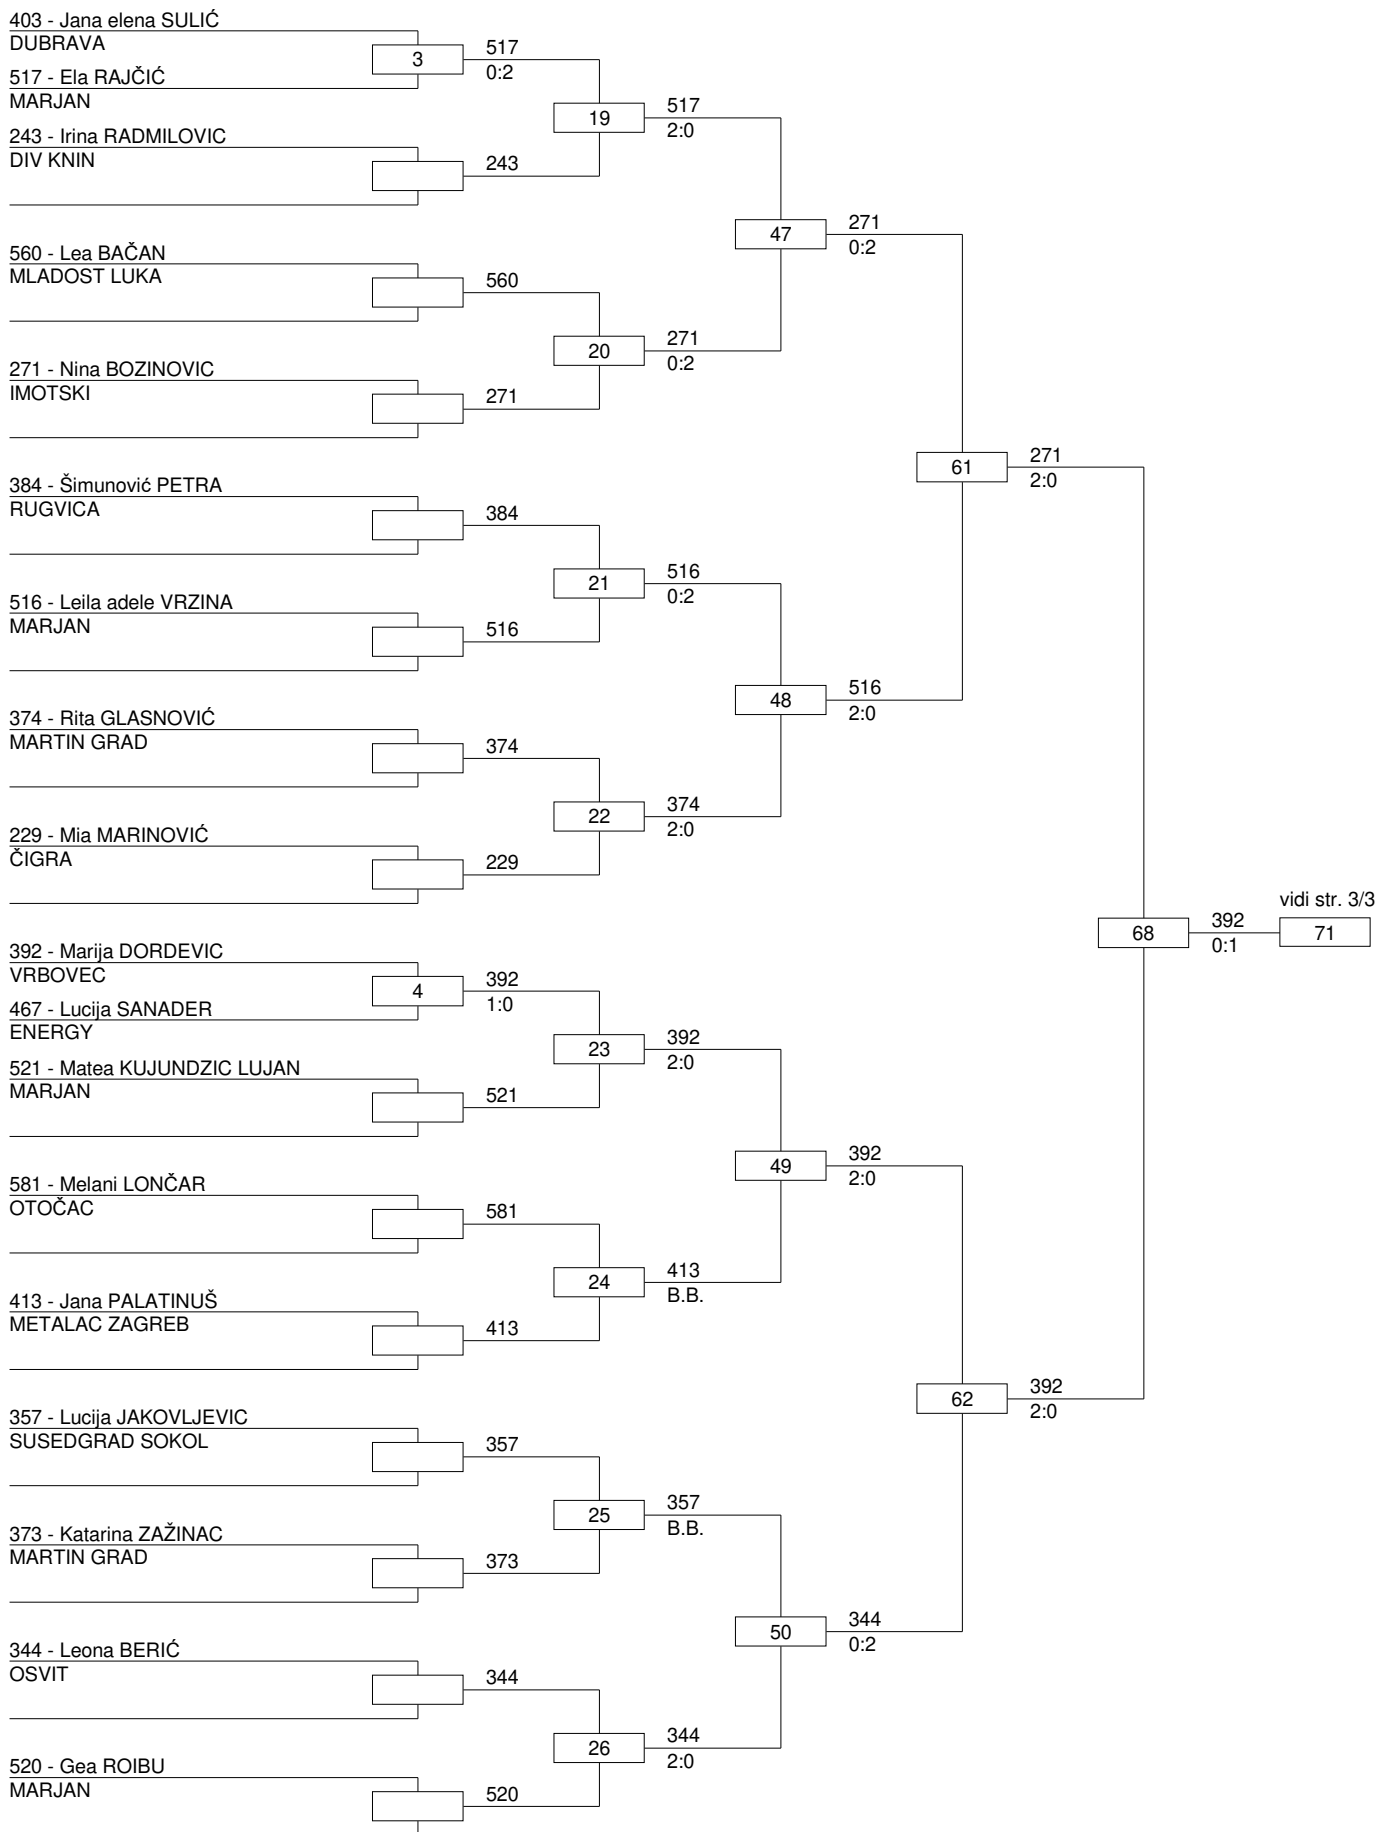 403 - Jana elena SULIĆ
DUBRAVA
3
517
0:2
517 - Ela RAJČIĆ
MARJAN
19
517
2:0
243 - Irina RADMILOVIC
DIV KNIN
243
47
271
0:2
560 - Lea BAČAN
MLADOST LUKA
560
20
271
0:2
271 - Nina BOZINOVIC
IMOTSKI
271
61
271
2:0
384 - Šimunović PETRA
RUGVICA
384
21
516
0:2
516 - Leila adele VRZINA
MARJAN
516
48
516
2:0
374 - Rita GLASNOVIĆ
MARTIN GRAD
374
22
374
2:0
229 - Mia MARINOVIĆ
ČIGRA
229
vidi str. 3/3
68
392
0:1
71
392 - Marija DORDEVIC
VRBOVEC
4
392
1:0
467 - Lucija SANADER
ENERGY
23
392
2:0
521 - Matea KUJUNDZIC LUJAN
MARJAN
521
49
392
2:0
581 - Melani LONČAR
OTOČAC
581
24
413
B.B.
413 - Jana PALATINUŠ
METALAC ZAGREB
413
62
392
2:0
357 - Lucija JAKOVLJEVIC
SUSEDGRAD SOKOL
357
25
357
B.B.
373 - Katarina ZAŽINAC
MARTIN GRAD
373
50
344
0:2
344 - Leona BERIĆ
OSVIT
344
26
344
2:0
520 - Gea ROIBU
MARJAN
520